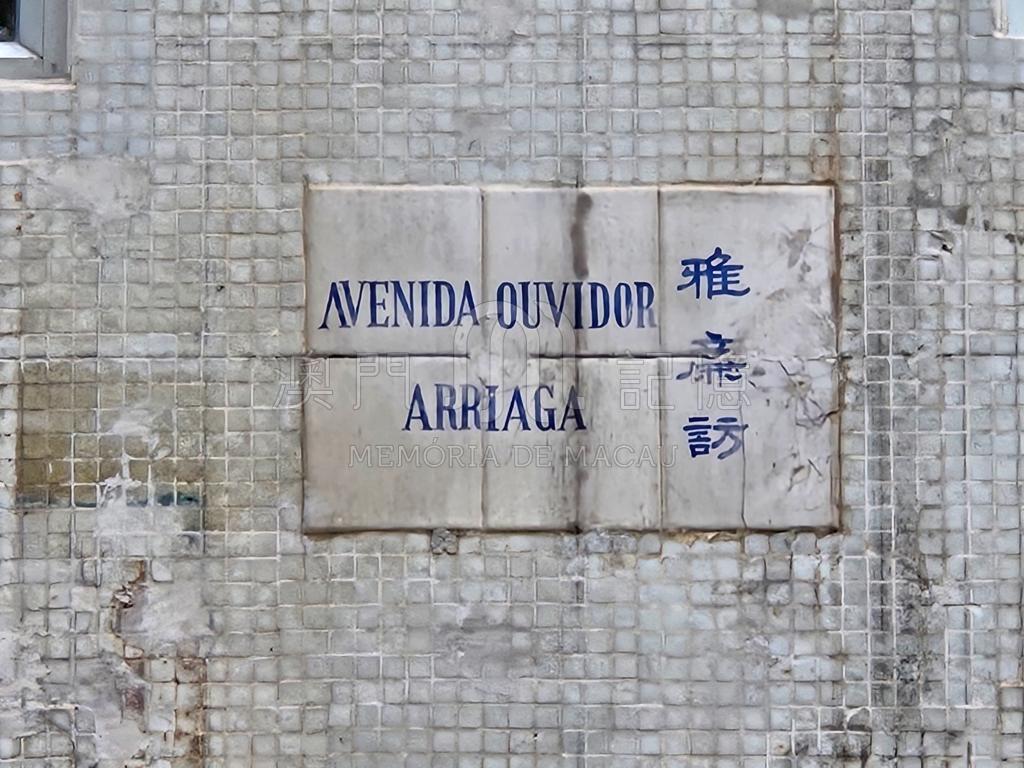 AVENIDA OUVIDOR
ARRIAGA
雅
廉
訪
澳門記憶
MEMÓRIA DE MACAU